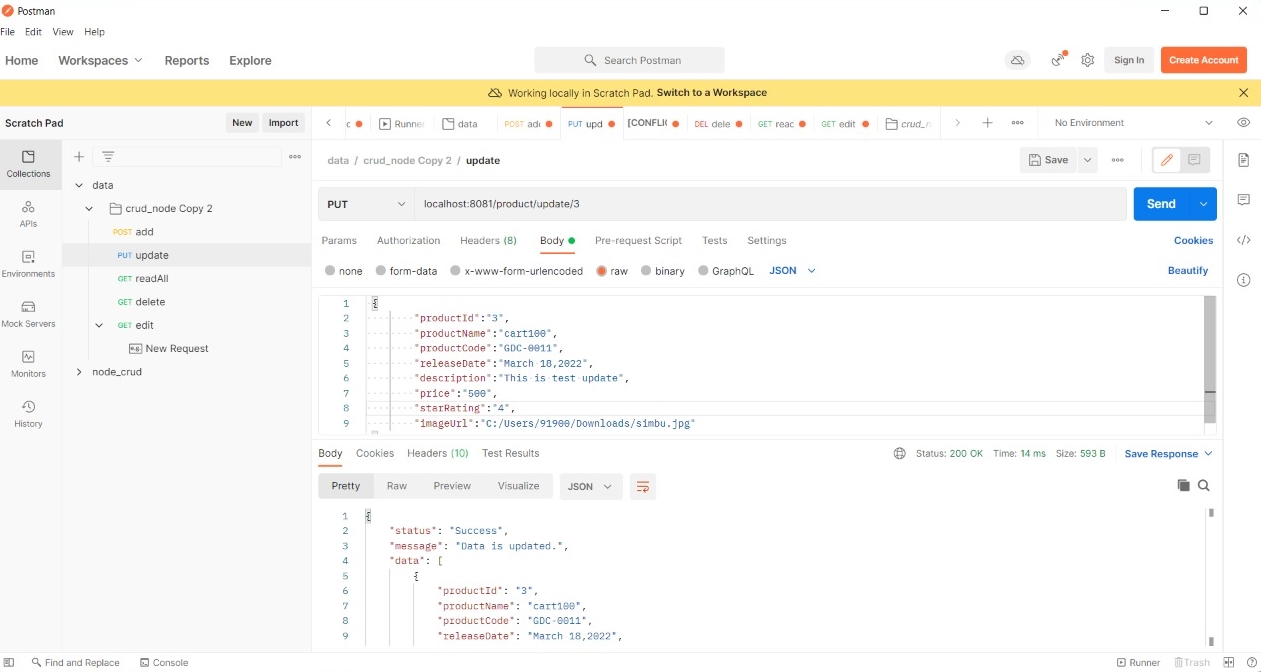 Postman
File Edit View Help
Home Workspaces Reports Explore Search Postman Sign In Create Account
Working locally in Scratch Pad. Switch to a Workspace
Scratch Pad New Import
c Runne data POST ad PUT upd [CONFLIC DEL dele GET reac GET edit crud_n No Environment
Collections
APIs
Environments
Mock Servers
Monitors
History
data
crud_node Copy 2
POST add
PUT update
GET readAll
GET delete
GET edit
e.g. New Request
node_crud
data / crud_node Copy 2 / update Save
PUT localhost:8081/product/update/3 Send
Params Authorization Headers (8) Body Pre-request Script Tests Settings Cookies
none form-data x-www-form-urlencoded raw binary GraphQL JSON Beautify
1 {
2 "productId":"3",
3 "productName":"cart100",
4 "productCode":"GDC-0011",
5 "releaseDate":"March 18,2022",
6 "description":"This is test update",
7 "price":"500",
8 "starRating":"4",
9 "imageUrl":"C:/Users/91900/Downloads/simbu.jpg"
Body Cookies Headers (10) Test Results Status: 200 OK Time: 14 ms Size: 593 B Save Response
Pretty Raw Preview Visualize JSON
1 {
2 "status": "Success",
3 "message": "Data is updated.",
4 "data": [
5 {
6 "productId": "3",
7 "productName": "cart100",
8 "productCode": "GDC-0011",
9 "releaseDate": "March 18,2022",
Find and Replace Console Runner Trash